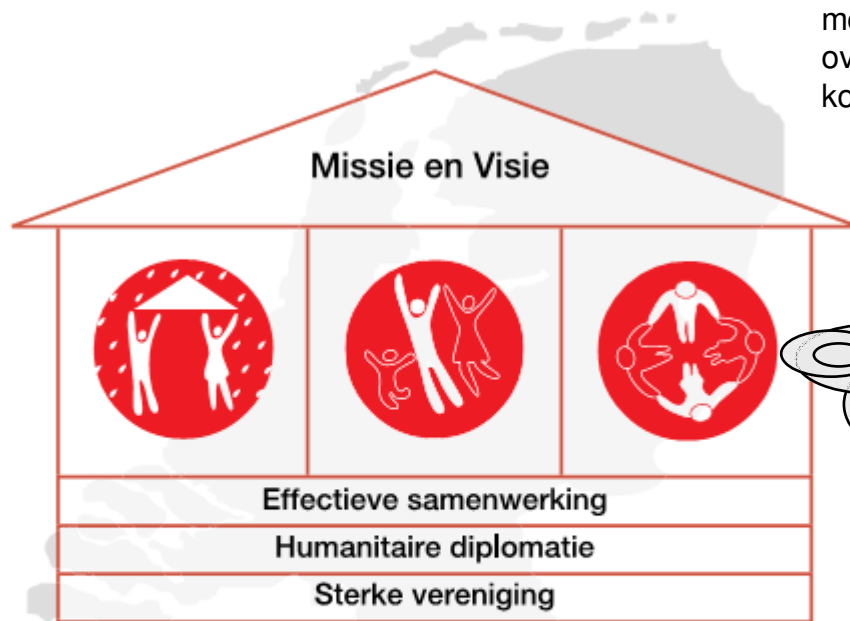 Missie en Visie
Effectieve samenwerking
Humanitaire diplomatie
Sterke vereniging